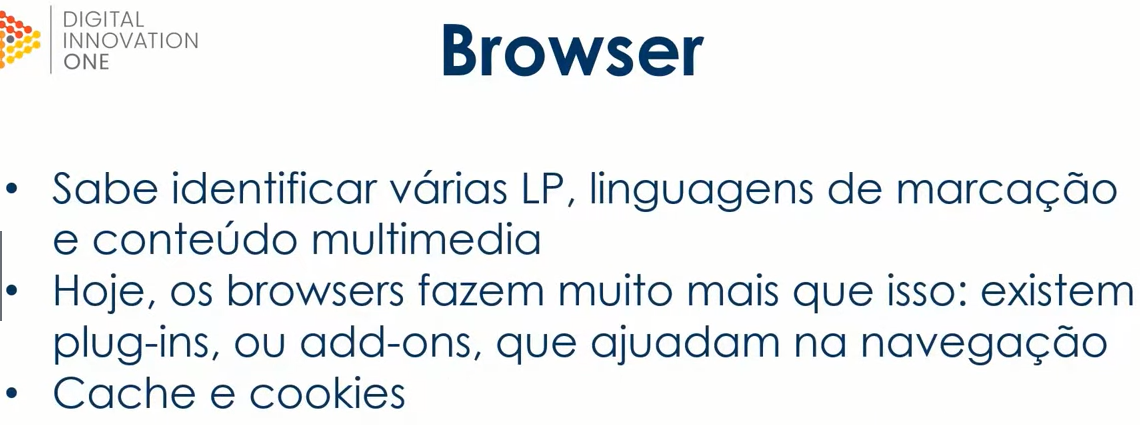 DIGITAL
INNOVATION
ONE
Browser
• Sabe identificar várias LP, linguagens de marcação
e conteúdo multimedia
• Hoje, os browsers fazem muito mais que isso: existem
plug-ins, ou add-ons, que ajuadam na navegação
• Cache e cookies